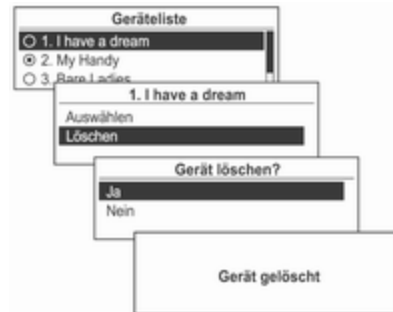 Geräteliste
1. I have a dream
2. My Handy
3. Bare Ladies
1. I have a dream
Auswählen
Löschen
Gerät löschen?
Ja
Nein
Gerät gelöscht